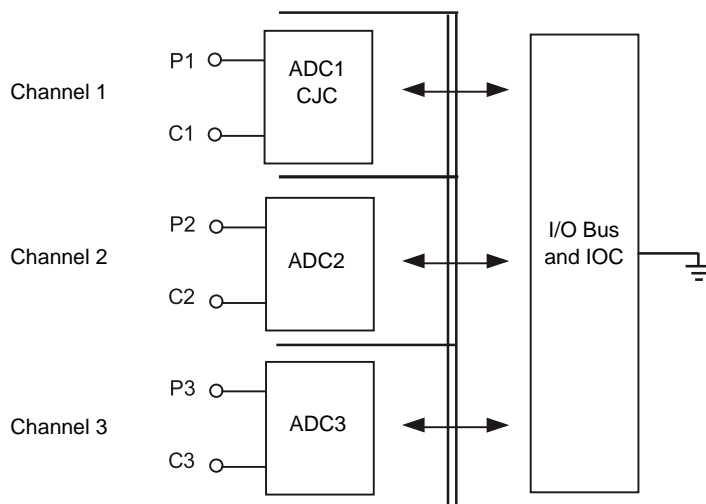 P1
ADC1
CJC
Channel 1
C1
P2
Channel 2
ADC2
I/O Bus
and IOC
C2
P3
Channel 3
ADC3
C3